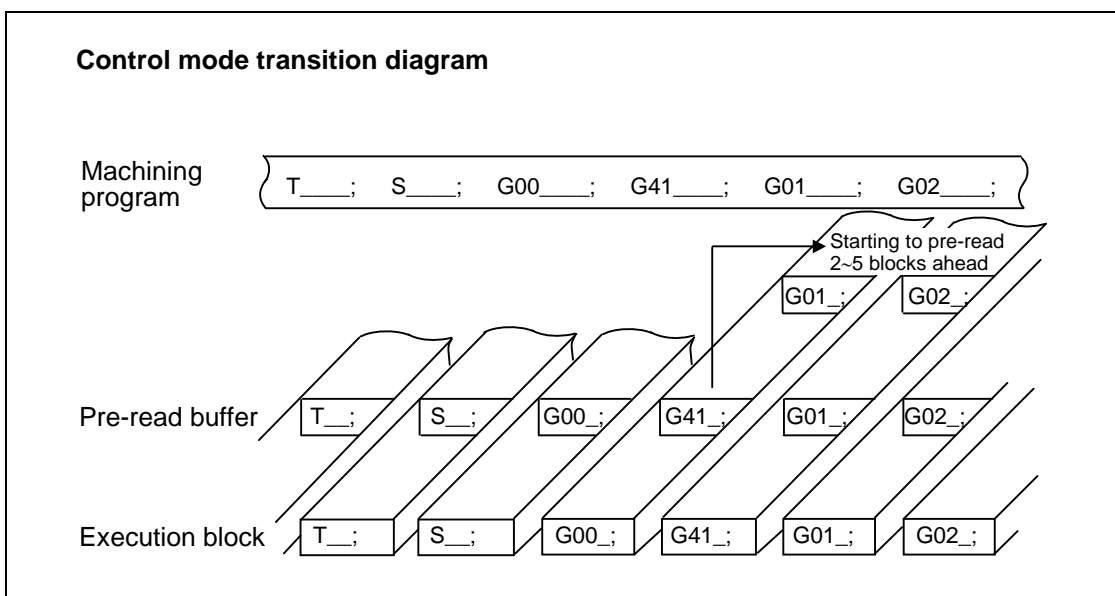 Control mode transition diagram
Machining
program
T____; S____; G00____; G41____; G01____; G02____;
Starting to pre-read
2~5 blocks ahead
G01_; G02_;
Pre-read buffer
T__; S__; G00_; G41_; G01_; G02_;
Execution block
T__; S__; G00_; G41_; G01_; G02_;